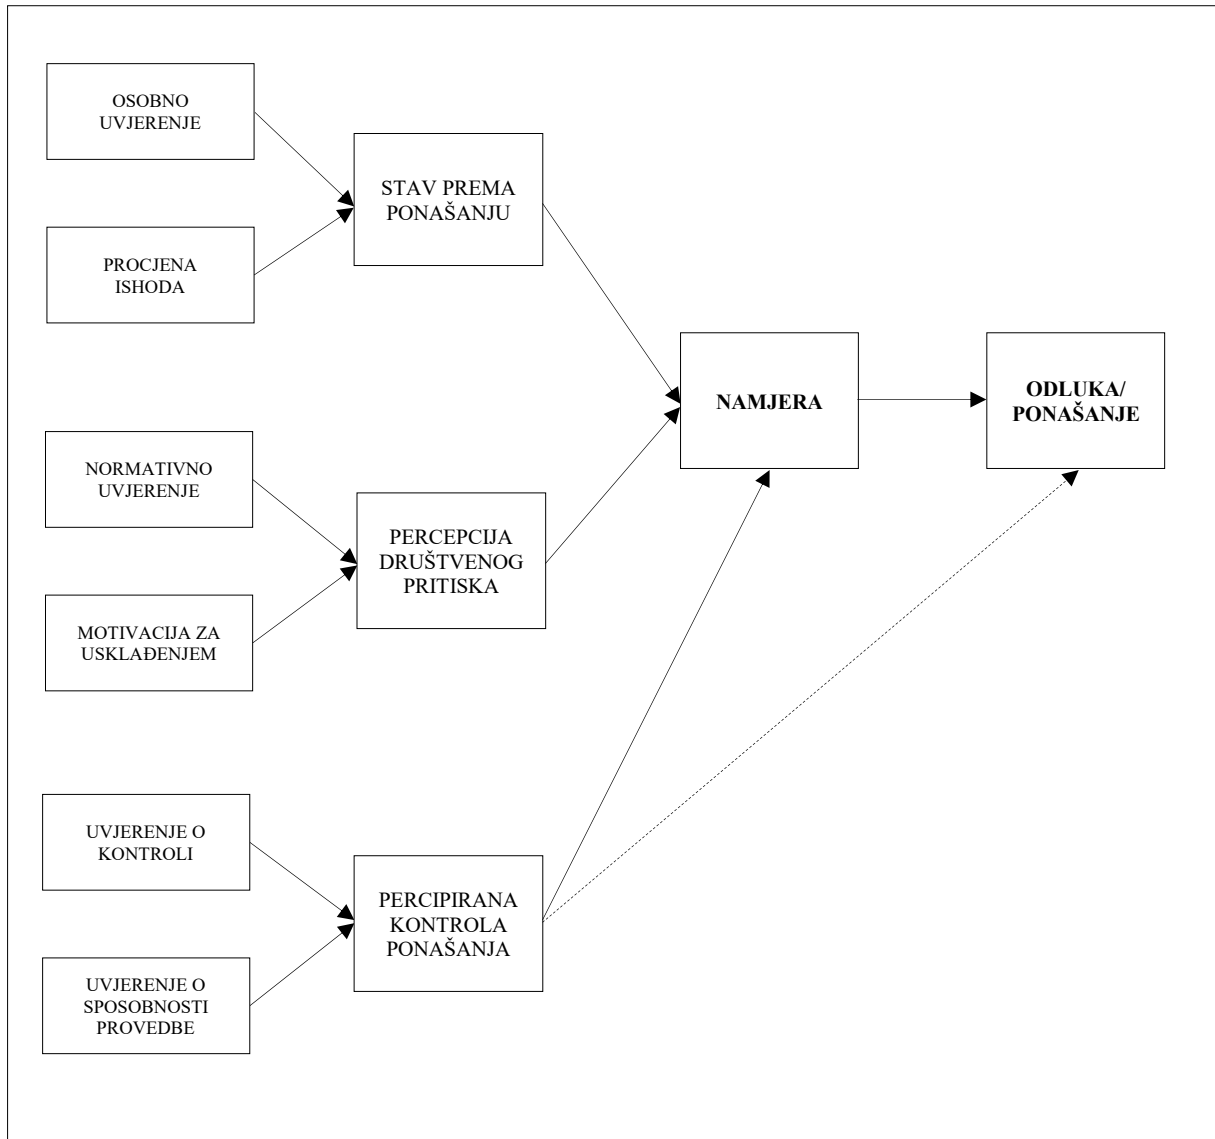 OSOBNO
UVJERENJE
PROCJENA
ISHODA
STAV PREMA
PONAŠANJU
NORMATIVNO
UVJERENJE
MOTIVACIJA ZA
USKLAĐENJEM
PERCEPCIJA
DRUŠTVENOG
PRITISKA
UVJERENJE O
KONTROLI
UVJERENJE O
SPOSOBNOSTI
PROVEDBE
PERCIPIRANA
KONTROLA
PONAŠANJA
NAMJERA
ODLUKA/
PONAŠANJE